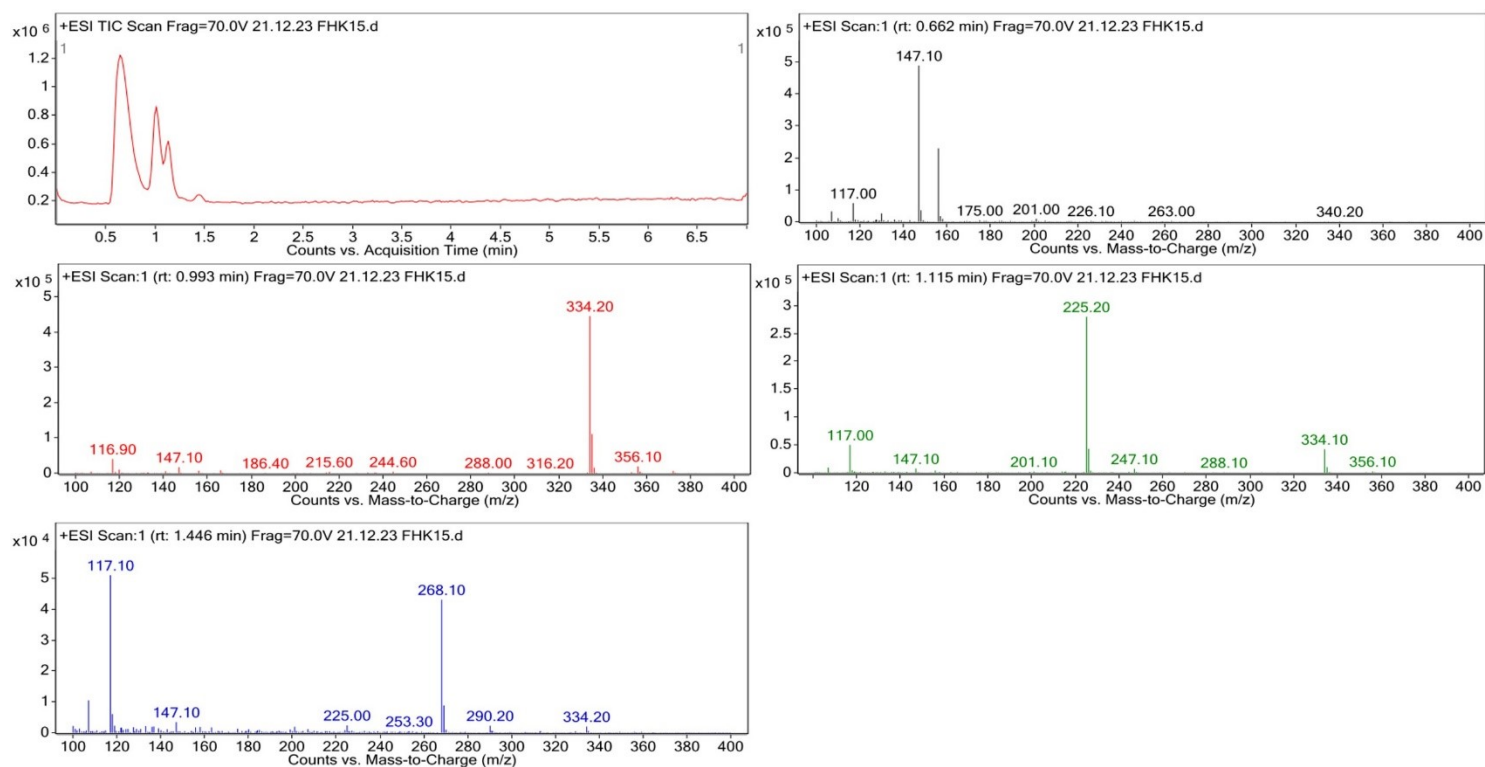 +ESI TIC Scan Frag=70.0V 21.12.23 FHK15.d
x10 6
1 1
1.2
1
0.8
0.6
0.4
0.2
0.5 1 1.5 2 2.5 3 3.5 4 4.5 5 5.5 6 6.5
Counts vs. Acquisition Time (min)
+ESI Scan:1 (rt: 0.662 min) Frag=70.0V 21.12.23 FHK15.d
x10 5
147.10
5
4
3
2
1
0
117.00 175.00 201.00 226.10 263.00 340.20
100 120 140 160 180 200 220 240 260 280 300 320 340 360 380 400
Counts vs. Mass-to-Charge (m/z)
+ESI Scan:1 (rt: 0.993 min) Frag=70.0V 21.12.23 FHK15.d
x10 5
334.20
5
4
3
2
1
0
116.90 147.10 186.40 215.60 244.60 288.00 316.20 356.10
100 120 140 160 180 200 220 240 260 280 300 320 340 360 380 400
Counts vs. Mass-to-Charge (m/z)
+ESI Scan:1 (rt: 1.115 min) Frag=70.0V 21.12.23 FHK15.d
x10 5
225.20
3
2.5
2
1.5
1
0.5
0
117.00 147.10 201.10 247.10 288.10 334.10 356.10
120 140 160 180 200 220 240 260 280 300 320 340 360 380 400
Counts vs. Mass-to-Charge (m/z)
+ESI Scan:1 (rt: 1.446 min) Frag=70.0V 21.12.23 FHK15.d
x10 4
117.10
268.10
5
4
3
2
1
0
147.10 225.00 253.30 290.20 334.20
100 120 140 160 180 200 220 240 260 280 300 320 340 360 380 400
Counts vs. Mass-to-Charge (m/z)